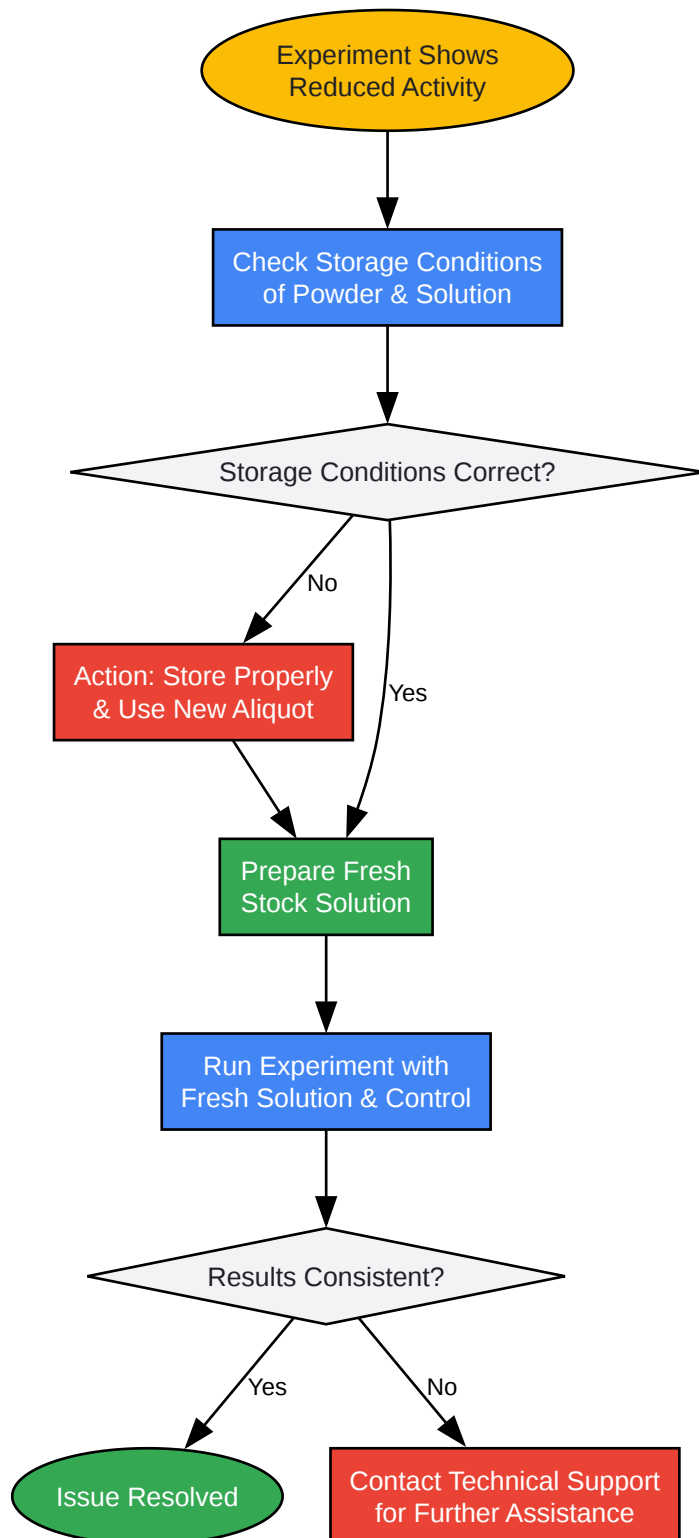 Experiment Shows
Reduced Activity
Check Storage Conditions
of Powder & Solution
Storage Conditions Correct?
No
Action: Store Properly
& Use New Aliquot
Yes
Prepare Fresh
Stock Solution
Run Experiment with
Fresh Solution & Control
Results Consistent?
Yes
No
Issue Resolved
Contact Technical Support
for Further Assistance